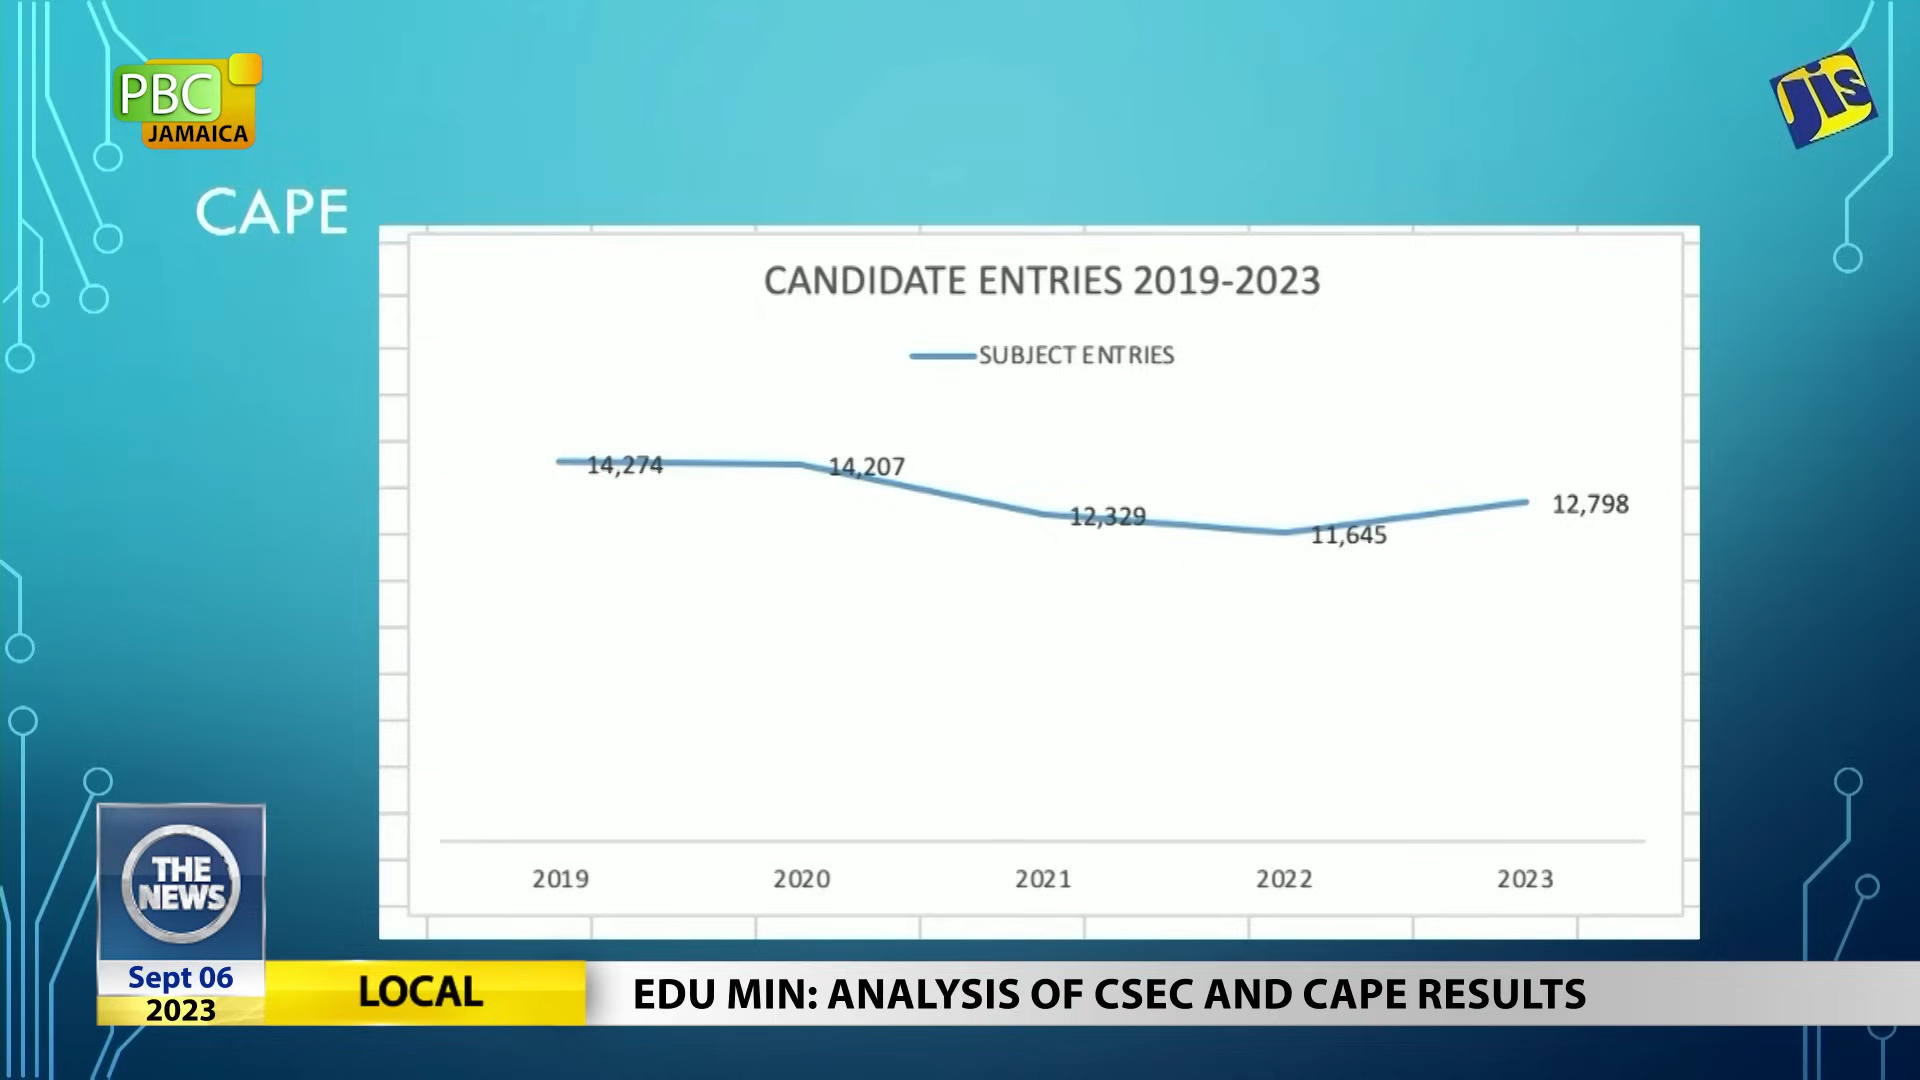 PBC
JAMAICA
jis
CAPE
CANDIDATE ENTRIES 2019-2023
SUBJECT ENTRIES
14,274
14,207
12,329
11,645
12,798
2019 2020 2021 2022 2023
THE
NEWS
Sept 06
2023
LOCAL
EDU MIN: ANALYSIS OF CSEC AND CAPE RESULTS